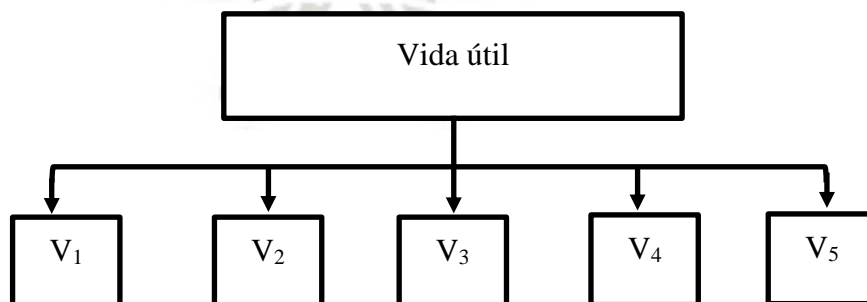 Vida útil
V₁ V₂ V₃ V₄ V₅